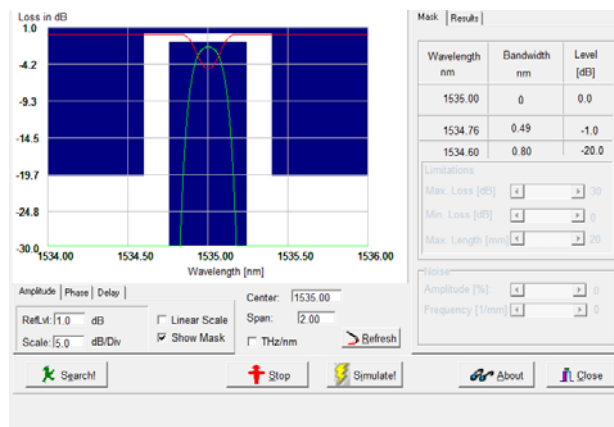 Loss in dB
1.0
-4.2
-9.3
-14.5
-19.7
-24.8
-30.0
1534.00 1534.50 1535.00 1535.50 1536.00
Wavelength [nm]
Mask Results
Wavelength nm Bandwidth nm Level [dB]
1535.00 0 0.0
1534.76 0.49 -1.0
1534.60 0.80 -20.0
Limitations
Max. Loss [dB] 30
Min. Loss [dB] 0
Max. Length [mm] 20
Noise
Amplitude [%]: 0
Frequency [1/mm] 0
Amplitude Phase Delay
RefLvl: 1.0 dB
Scale: 5.0 dB/Div
Linear Scale
Show Mask
Center: 1535.00
Span: 2.00
THz/nm
Refresh
Search! Stop Simulate! About Close